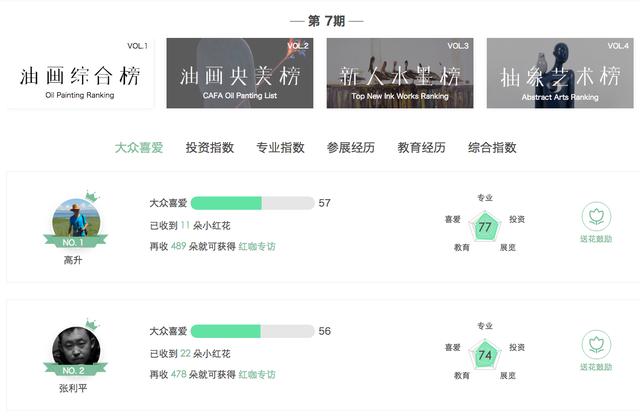 第 7期
VOL.1
油画综合榜
Oil Painting Ranking
VOL.2
油画央美榜
CAFA Oil Panting List
VOL.3
新人水墨榜
Top New Ink Works Ranking
VOL.4
抽象艺术榜
Abstract Arts Ranking
大众喜爱 投资指数 专业指数 参展经历 教育经历 综合指数
NO. 1
高升
大众喜爱 57
已收到 11 朵小红花
再收 489 朵就可获得 红咖专访
专业
喜爱 77 投资
教育 展览
送花鼓励
NO. 2
张利平
大众喜爱 56
已收到 22 朵小红花
再收 478 朵就可获得 红咖专访
专业
喜爱 74 投资
教育 展览
送花鼓励